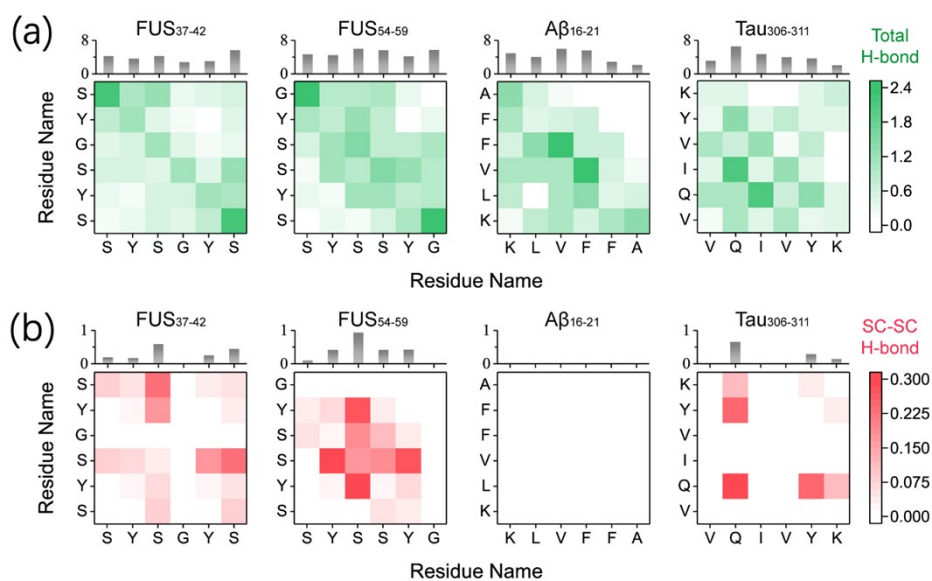 (a)
FUS37-42 FUS54-59 Aβ16-21 Tau306-311
Total
H-bond
8 8 8 8
0 0 0 0
S G A K
Y Y F Y
G S F V
S S V I
Y Y L Q
S S K V
2.4
1.8
1.2
0.6
0.0
Residue Name
S Y S G Y S S Y S S Y G K L V F F A V Q I V Y K
Residue Name
(b)
FUS37-42 FUS54-59 Aβ16-21 Tau306-311
SC-SC
H-bond
1 1 1 1
0 0 0 0
S G A K
Y Y F Y
G S F V
S S V I
Y Y L Q
S S K V
0.300
0.225
0.150
0.075
0.000
Residue Name
S Y S G Y S S Y S S Y G K L V F F A V Q I V Y K
Residue Name